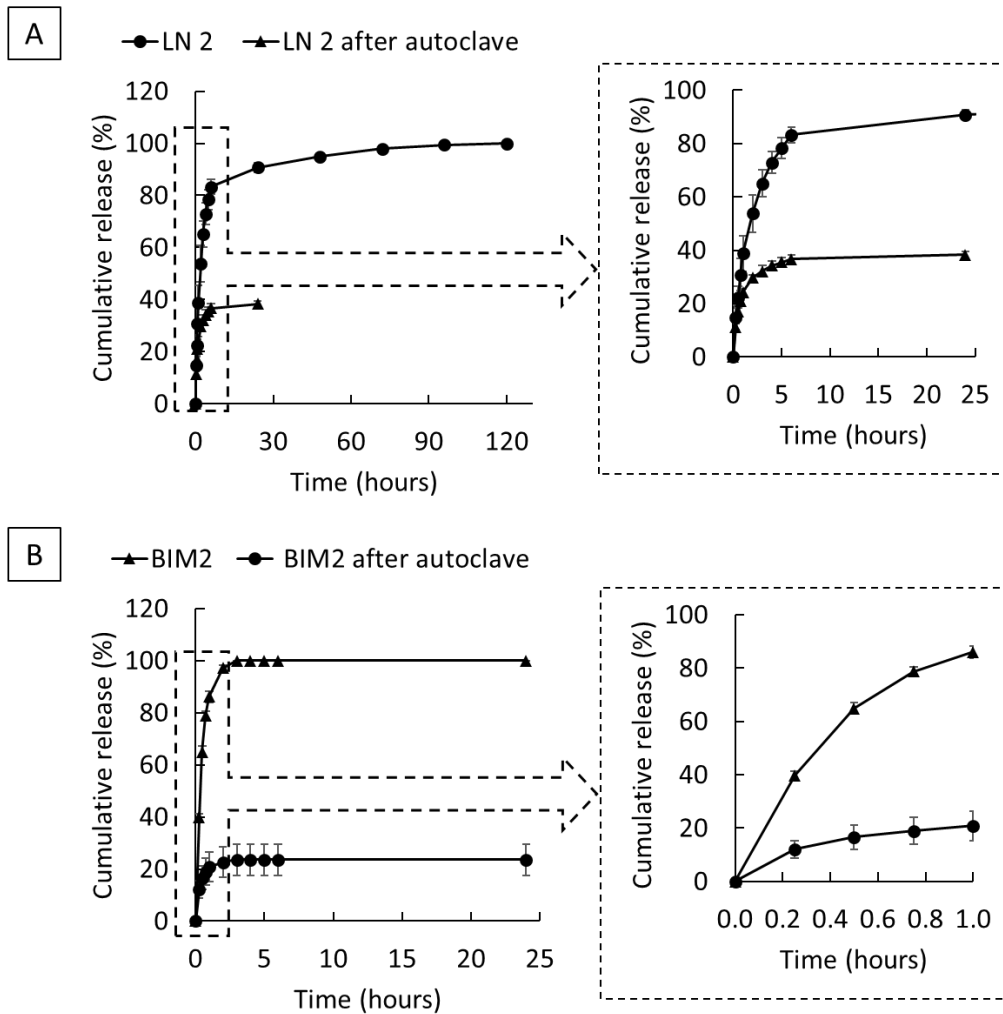 A
LN 2 LN 2 after autoclave
Cumulative release (%)
120
100
80
60
40
20
0
0 30 60 90 120
Time (hours)
Cumulative release (%)
100
80
60
40
20
0
0 5 10 15 20 25
Time (hours)
B
BIM2 BIM2 after autoclave
Cumulative release (%)
120
100
80
60
40
20
0
0 5 10 15 20 25
Time (hours)
Cumulative release (%)
100
80
60
40
20
0
0.0 0.2 0.4 0.6 0.8 1.0
Time (hours)